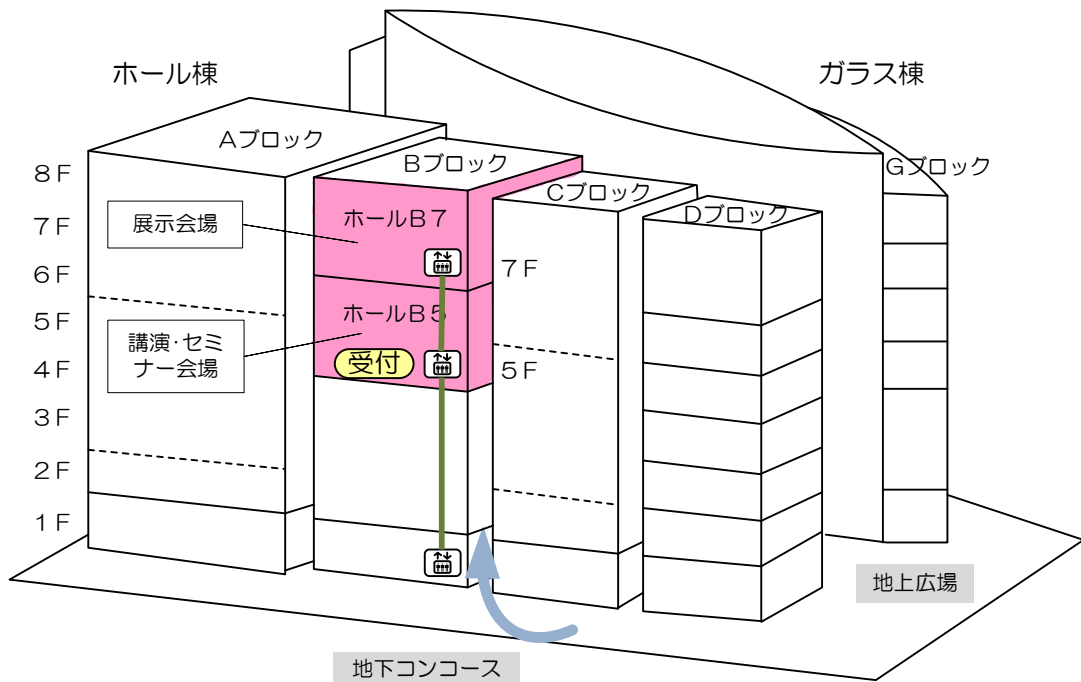 ホール棟
ガラス棟
Aブロック
Bブロック
Cブロック
Dブロック
Gブロック
8F
7F
6F
5F
4F
3F
2F
1F
展示会場
講演・セミ
ナー会場
ホールB7
ホールB5
受付
7F
5F
地上広場
地下コンコース